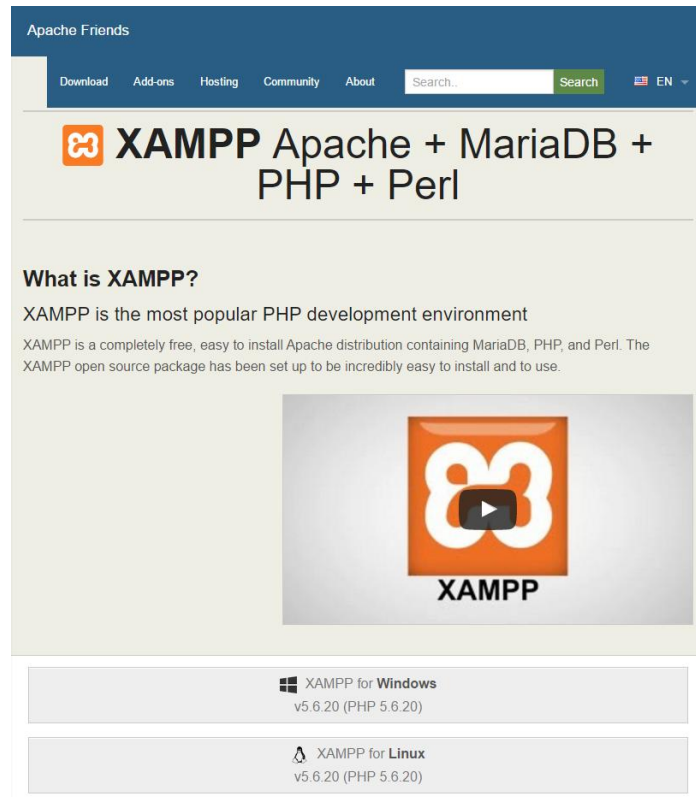 Apache Friends
Download Add-ons Hosting Community About Search.. Search EN
XAMPP Apache + MariaDB +
PHP + Perl
What is XAMPP?
XAMPP is the most popular PHP development environment
XAMPP is a completely free, easy to install Apache distribution containing MariaDB, PHP, and Perl. The
XAMPP open source package has been set up to be incredibly easy to install and to use.
XAMPP
XAMPP for Windows
v5.6.20 (PHP 5.6.20)
XAMPP for Linux
v5.6.20 (PHP 5.6.20)